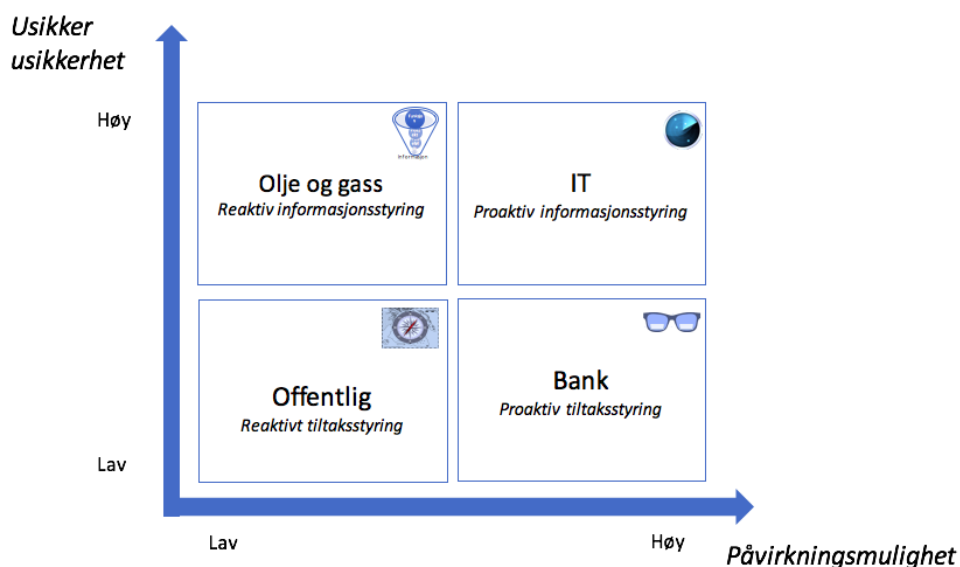 Usikker
usikkerhet
Høy
Olje og gass
Reaktiv informasjonsstyring
Informasjon
IT
Proaktiv informasjonsstyring
Offentlig
Reaktivt tiltaksstyring
Bank
Proaktiv tiltaksstyring
Lav
Lav
Høy
Påvirkningsmulighet